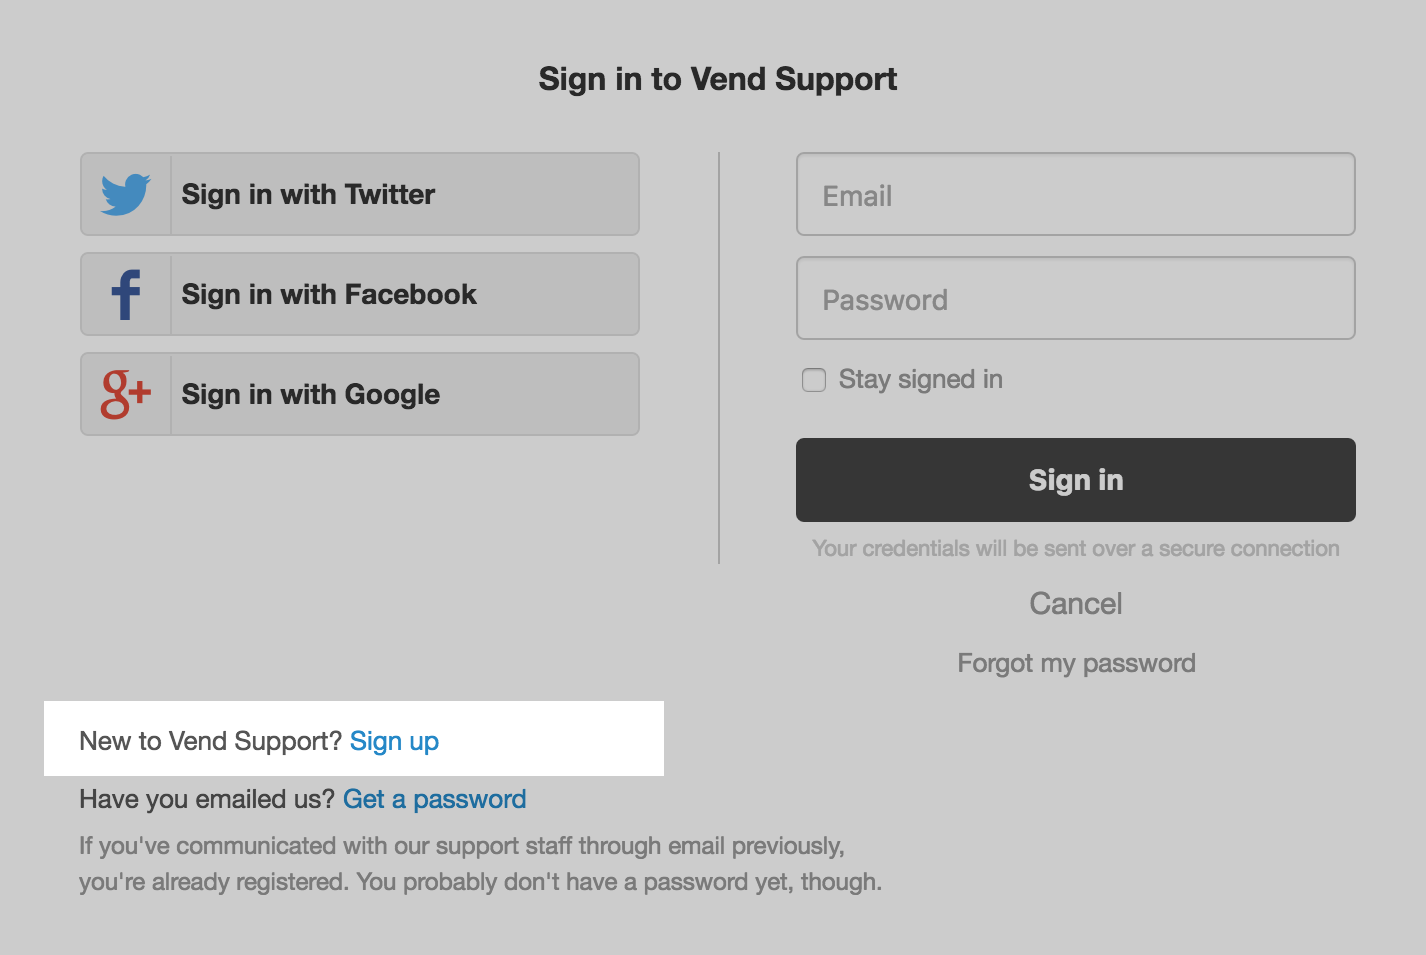 Sign in to Vend Support
Sign in with Twitter
Sign in with Facebook
g+ Sign in with Google
Email
Password
Stay signed in
Sign in
Your credentials will be sent over a secure connection
Cancel
Forgot my password
New to Vend Support? Sign up
Have you emailed us? Get a password
If you've communicated with our support staff through email previously,
you're already registered. You probably don't have a password yet, though.